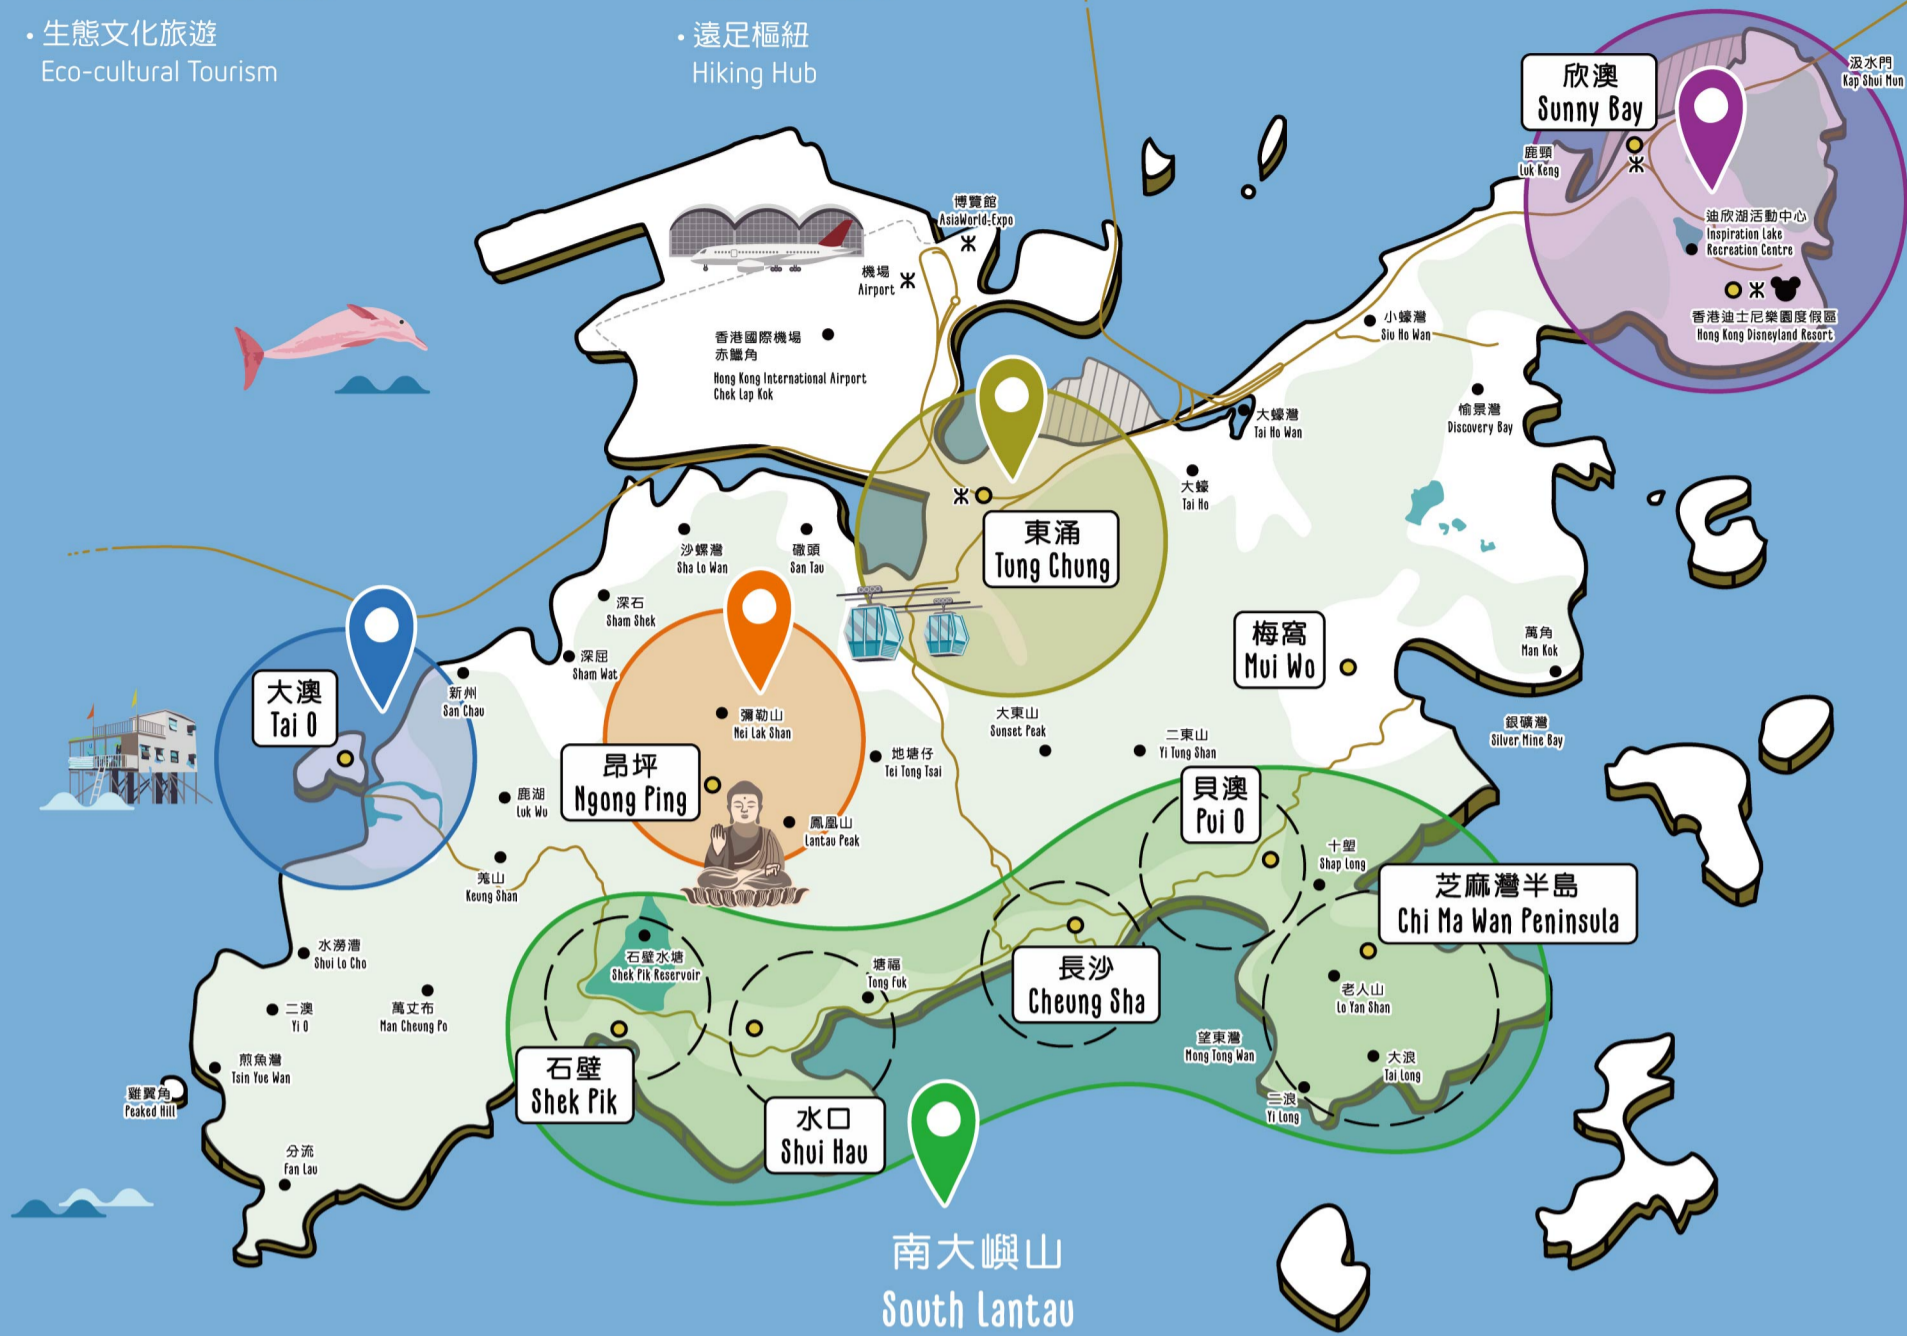 • 生態文化旅遊
Eco-cultural Tourism
• 遠足樞紐
Hiking Hub
欣澳
Sunny Bay
汲水門
Kap Shui Mun
鹿頸
Luk Keng
迪欣湖活動中心
Inspiration Lake
Recreation Centre
香港迪士尼樂園度假區
Hong Kong Disneyland Resort
博覽館
AsiaWorld-Expo
機場
Airport
香港國際機場
赤鱲角
Hong Kong International Airport
Chek Lap Kok
小蠔灣
Siu Ho Wan
愉景灣
Discovery Bay
大蠔灣
Tai Ho Wan
大蠔
Tai Ho
東涌
Tung Chung
沙螺灣
Sha Lo Wan
䃟頭
San Tau
深石
Sham Shek
深屈
Sham Wat
新州
San Chau
大澳
Tai O
彌勒山
Nei Lak Shan
昂坪
Ngong Ping
地塘仔
Tei Tong Tsai
鳳凰山
Lantau Peak
鹿湖
Luk Wu
羗山
Keung Shan
大東山
Sunset Peak
二東山
Yi Tung Shan
梅窩
Mui Wo
萬角
Man Kok
銀礦灣
Silver Mine Bay
貝澳
Pui O
十塱
Shap Long
芝麻灣半島
Chi Ma Wan Peninsula
老人山
Lo Yan Shan
大浪
Tai Long
二浪
Yi Long
望東灣
Mong Tong Wan
長沙
Cheung Sha
塘福
Tong Fuk
石壁水塘
Shek Pik Reservoir
石壁
Shek Pik
水口
Shui Hau
水澇漕
Shui Lo Cho
二澳
Yi O
萬丈布
Man Cheung Po
煎魚灣
Tsin Yue Wan
雞翼角
Peaked Hill
分流
Fan Lau
南大嶼山
South Lantau